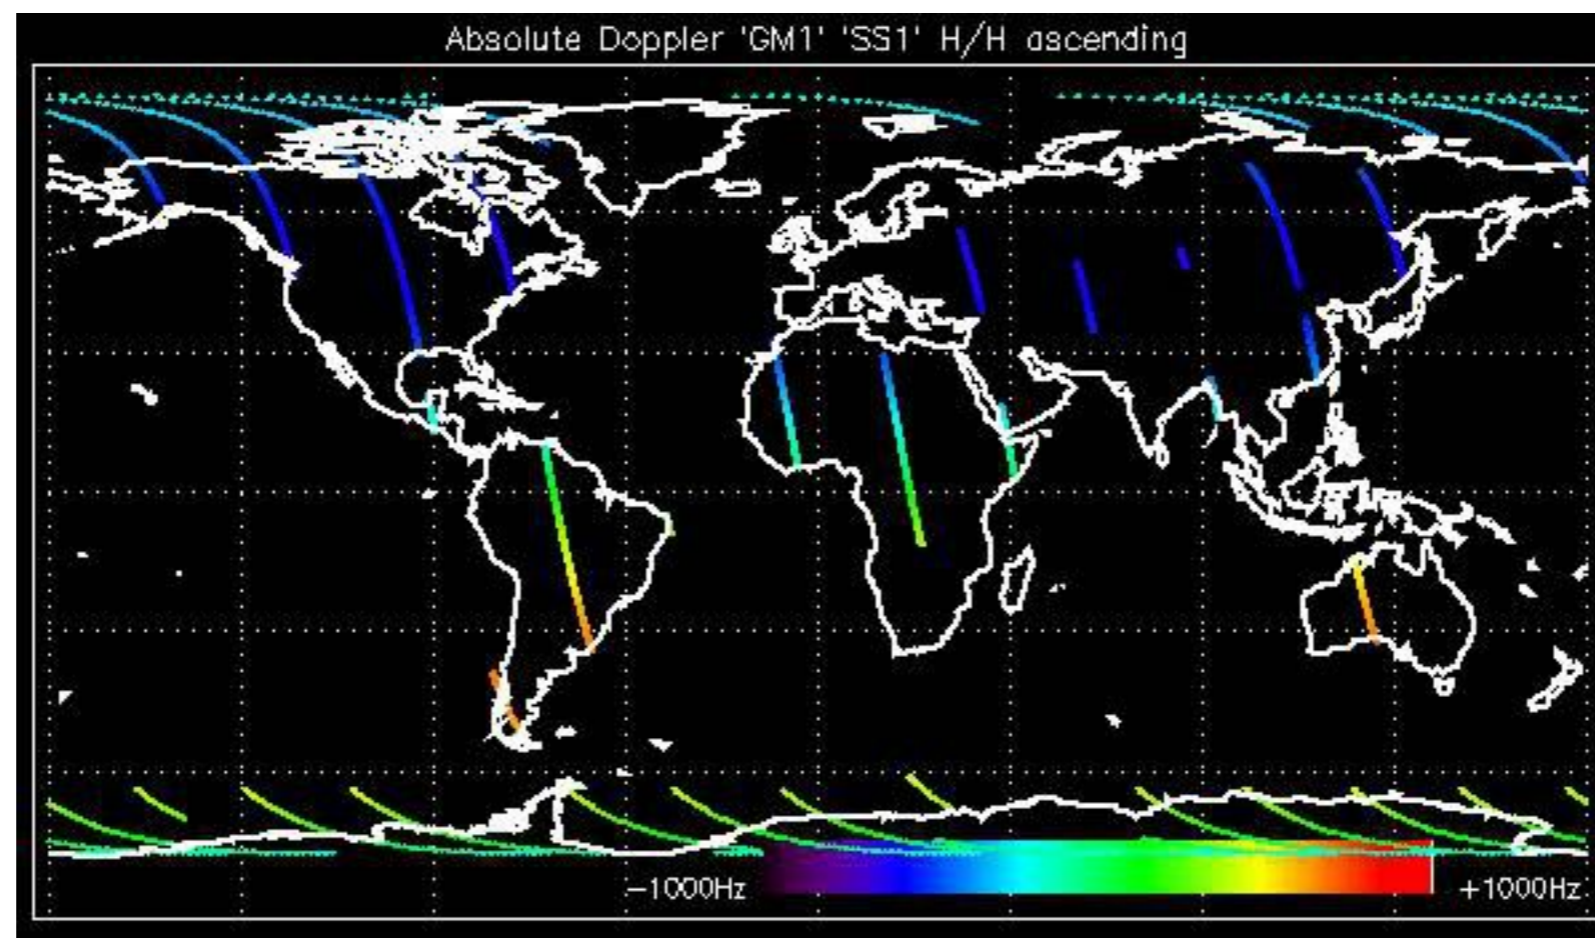 Absolute Doppler 'GM1' 'SS1' H/H ascending
-1000Hz
+1000Hz